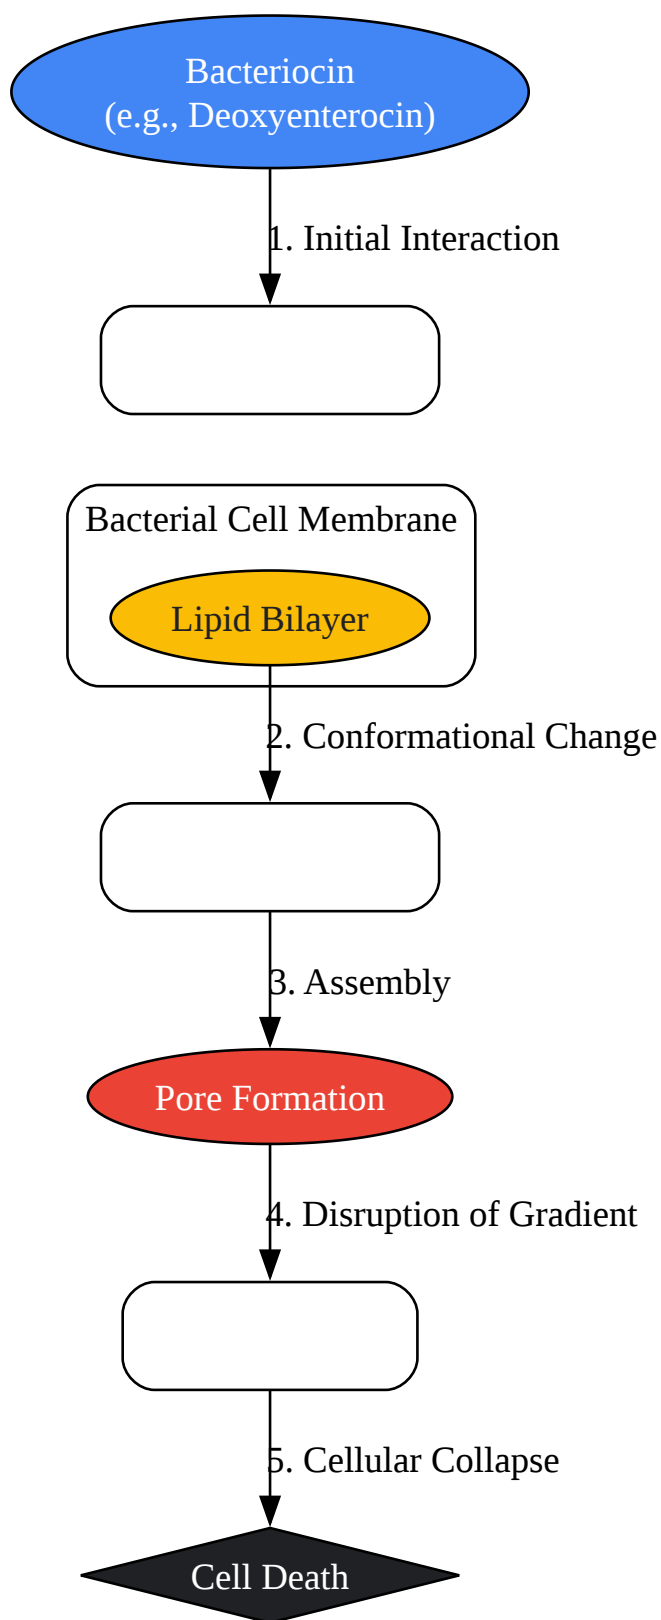 Bacteriocin
(e.g., Deoxyenterocin)
1. Initial Interaction
Bacterial Cell Membrane
Lipid Bilayer
2. Conformational Change
3. Assembly
Pore Formation
4. Disruption of Gradient
5. Cellular Collapse
Cell Death